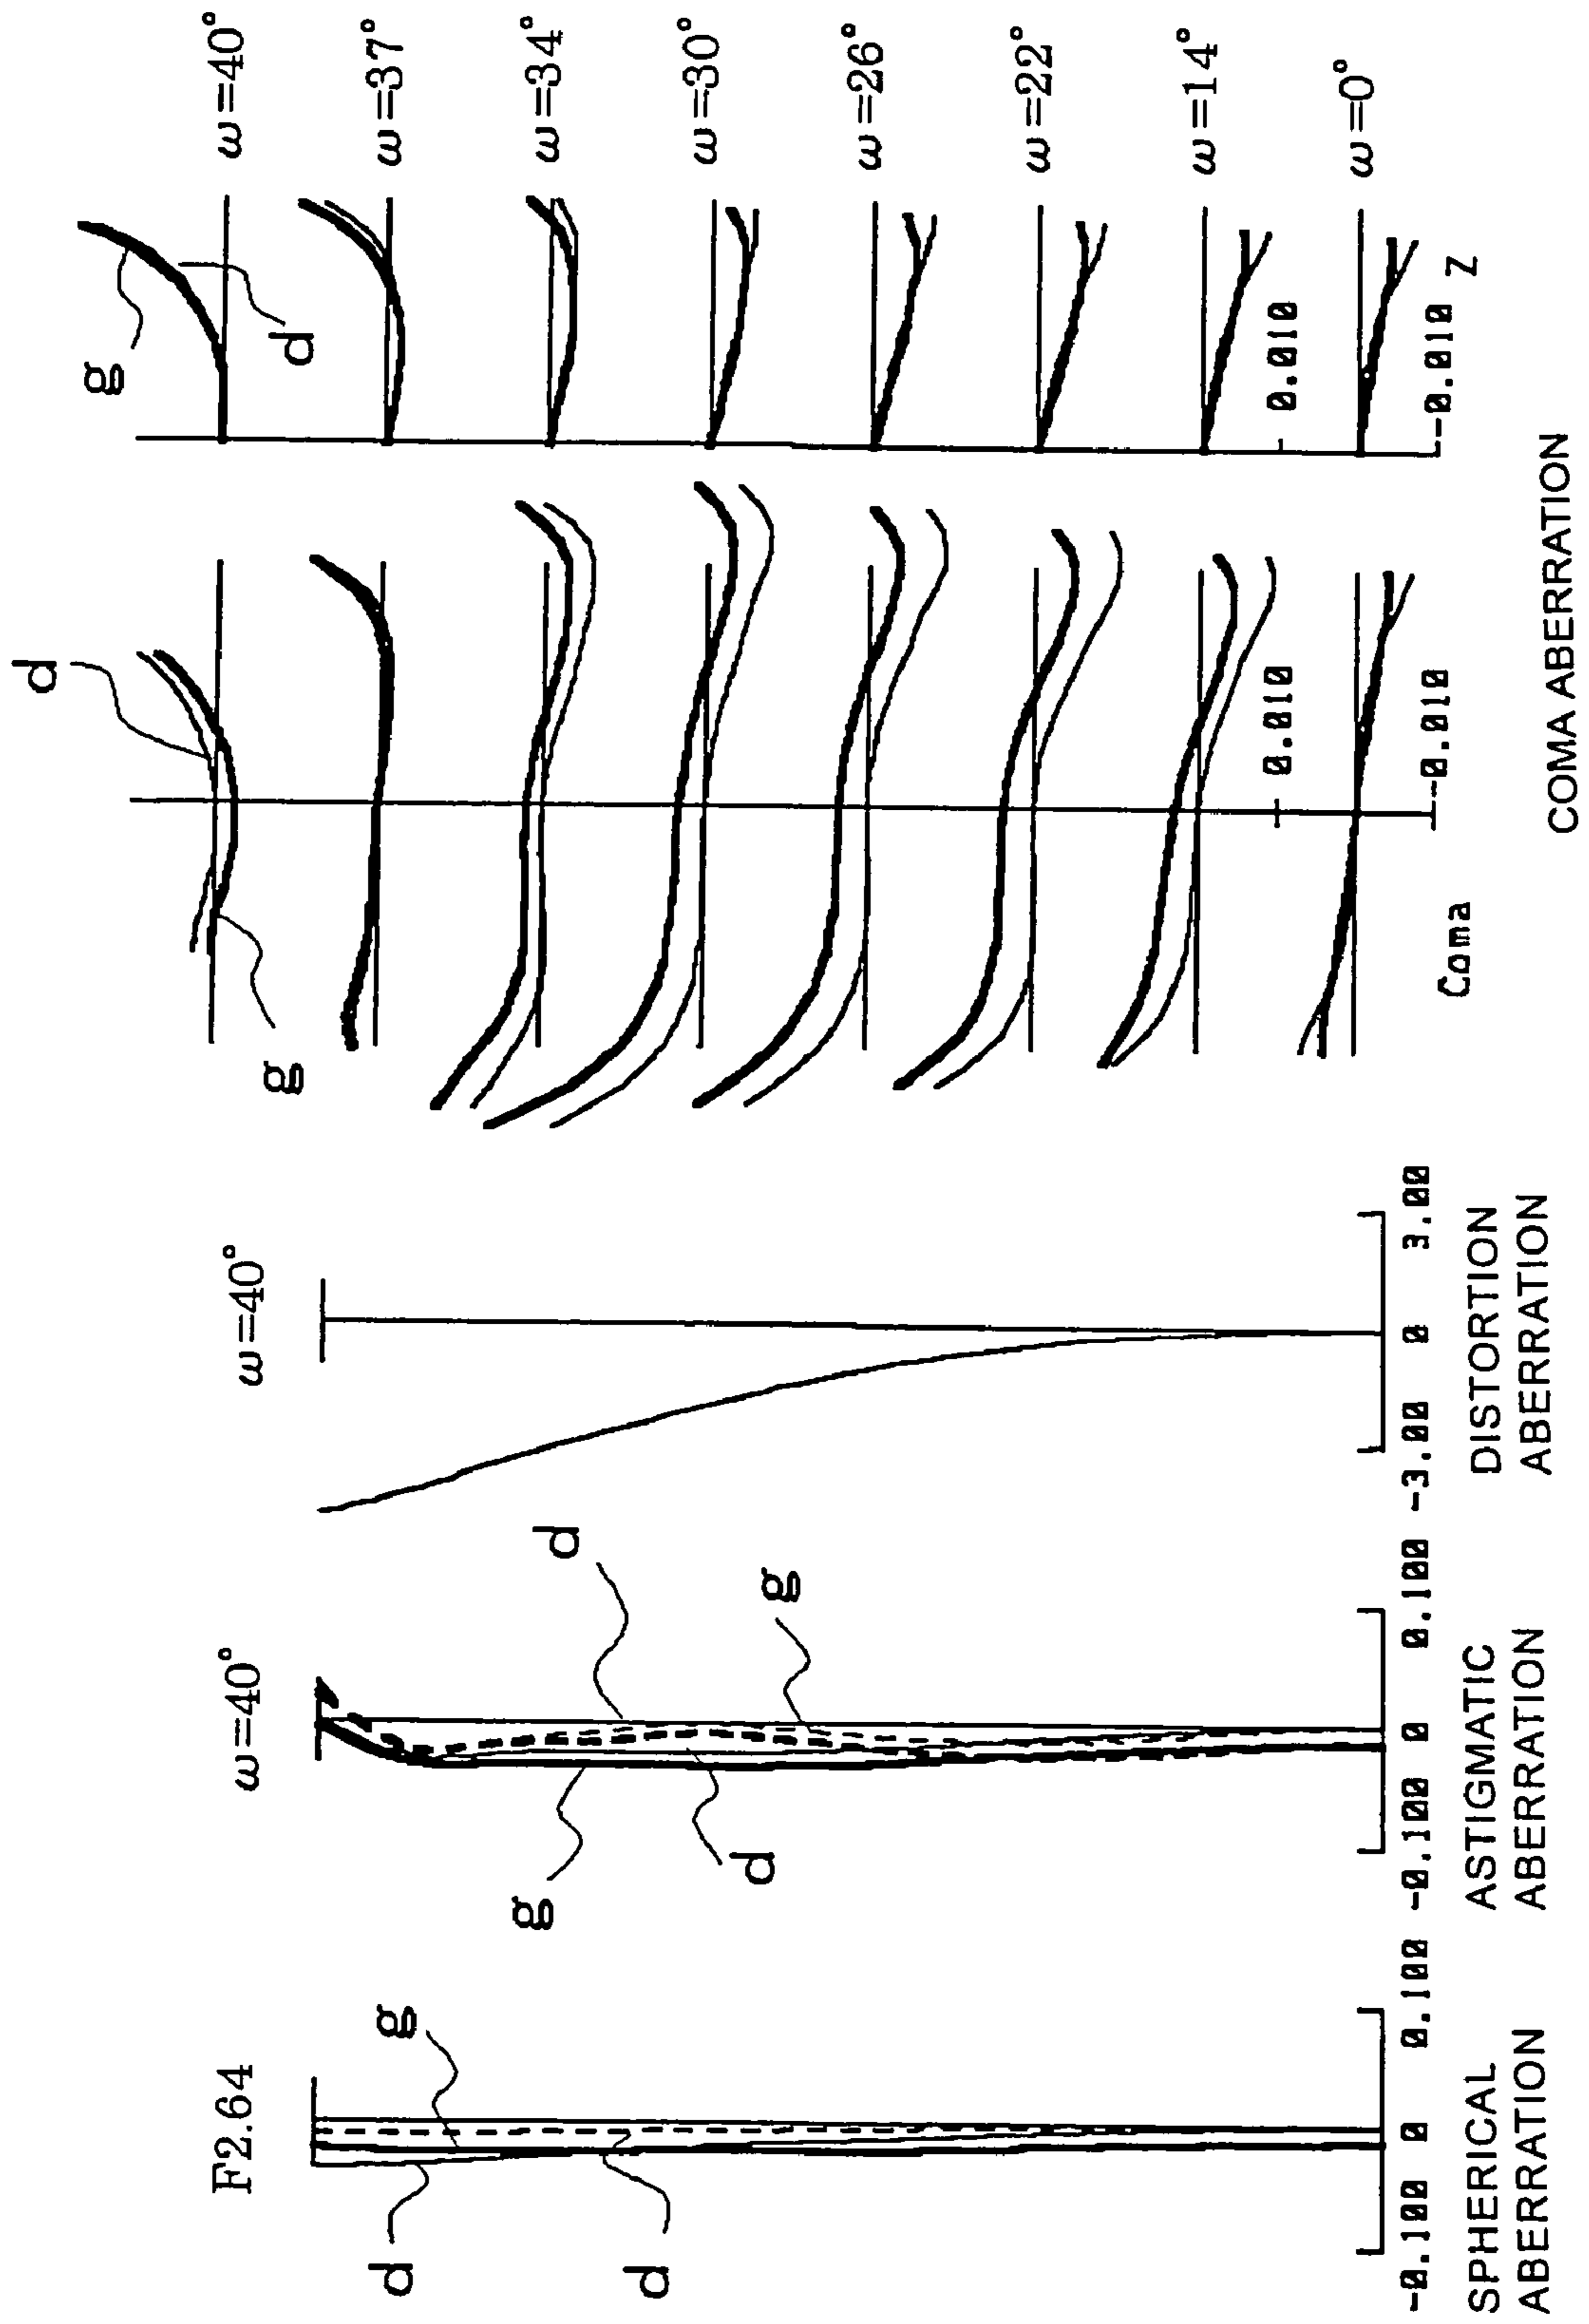 F2.64
g
d
d
-0.100 0 0.100
SPHERICAL
ABERRATION
ω=40°
d
g
g
d
-0.100 0 0.100
ASTIGMATIC
ABERRATION
ω=40°
-3.00 0 3.00
DISTORTION
ABERRATION
d
g
g
d
ω=40°
ω=37°
ω=34°
ω=30°
ω=26°
ω=22°
ω=14°
ω=0°
0.010
0.010
-0.010
-0.010
Coma
Z
COMA ABERRATION